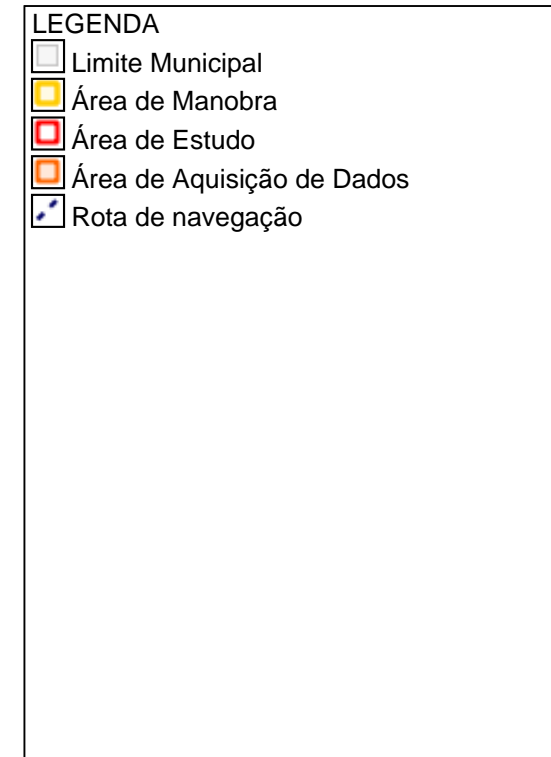 LEGENDA
Limite Municipal
Área de Manobra
Área de Estudo
Área de Aquisição de Dados
Rota de navegação